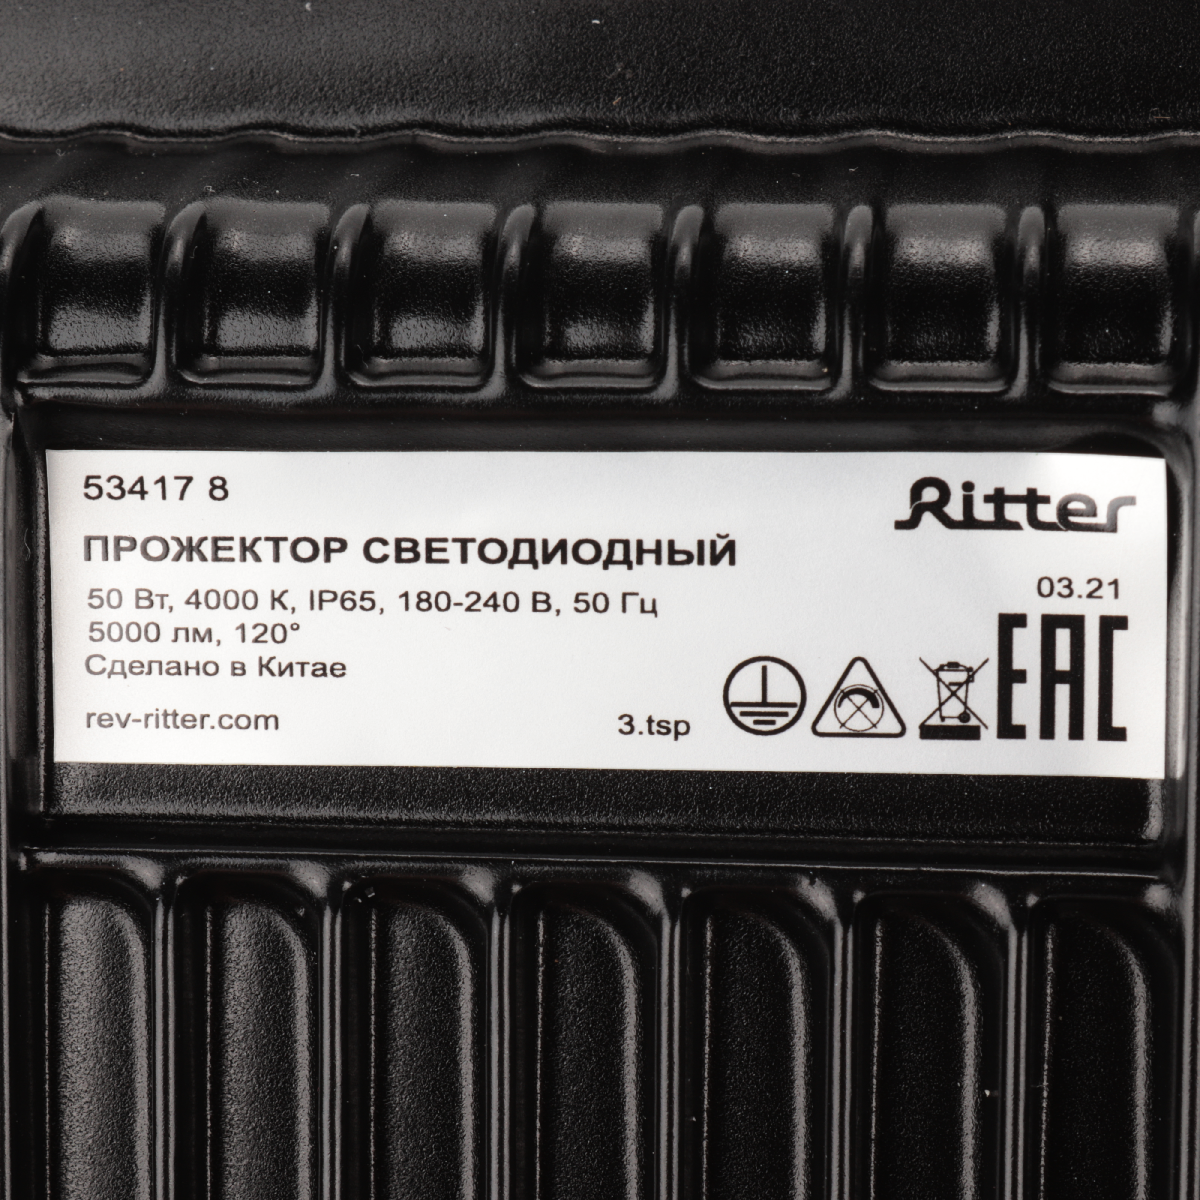 53417 8
Ritter
ПРОЖЕКТОР СВЕТОДИОДНЫЙ
50 Вт, 4000 К, IP65, 180-240 В, 50 Гц
03.21
5000 лм, 120°
Сделано в Китае
EAC
rev-ritter.com
3.tsp